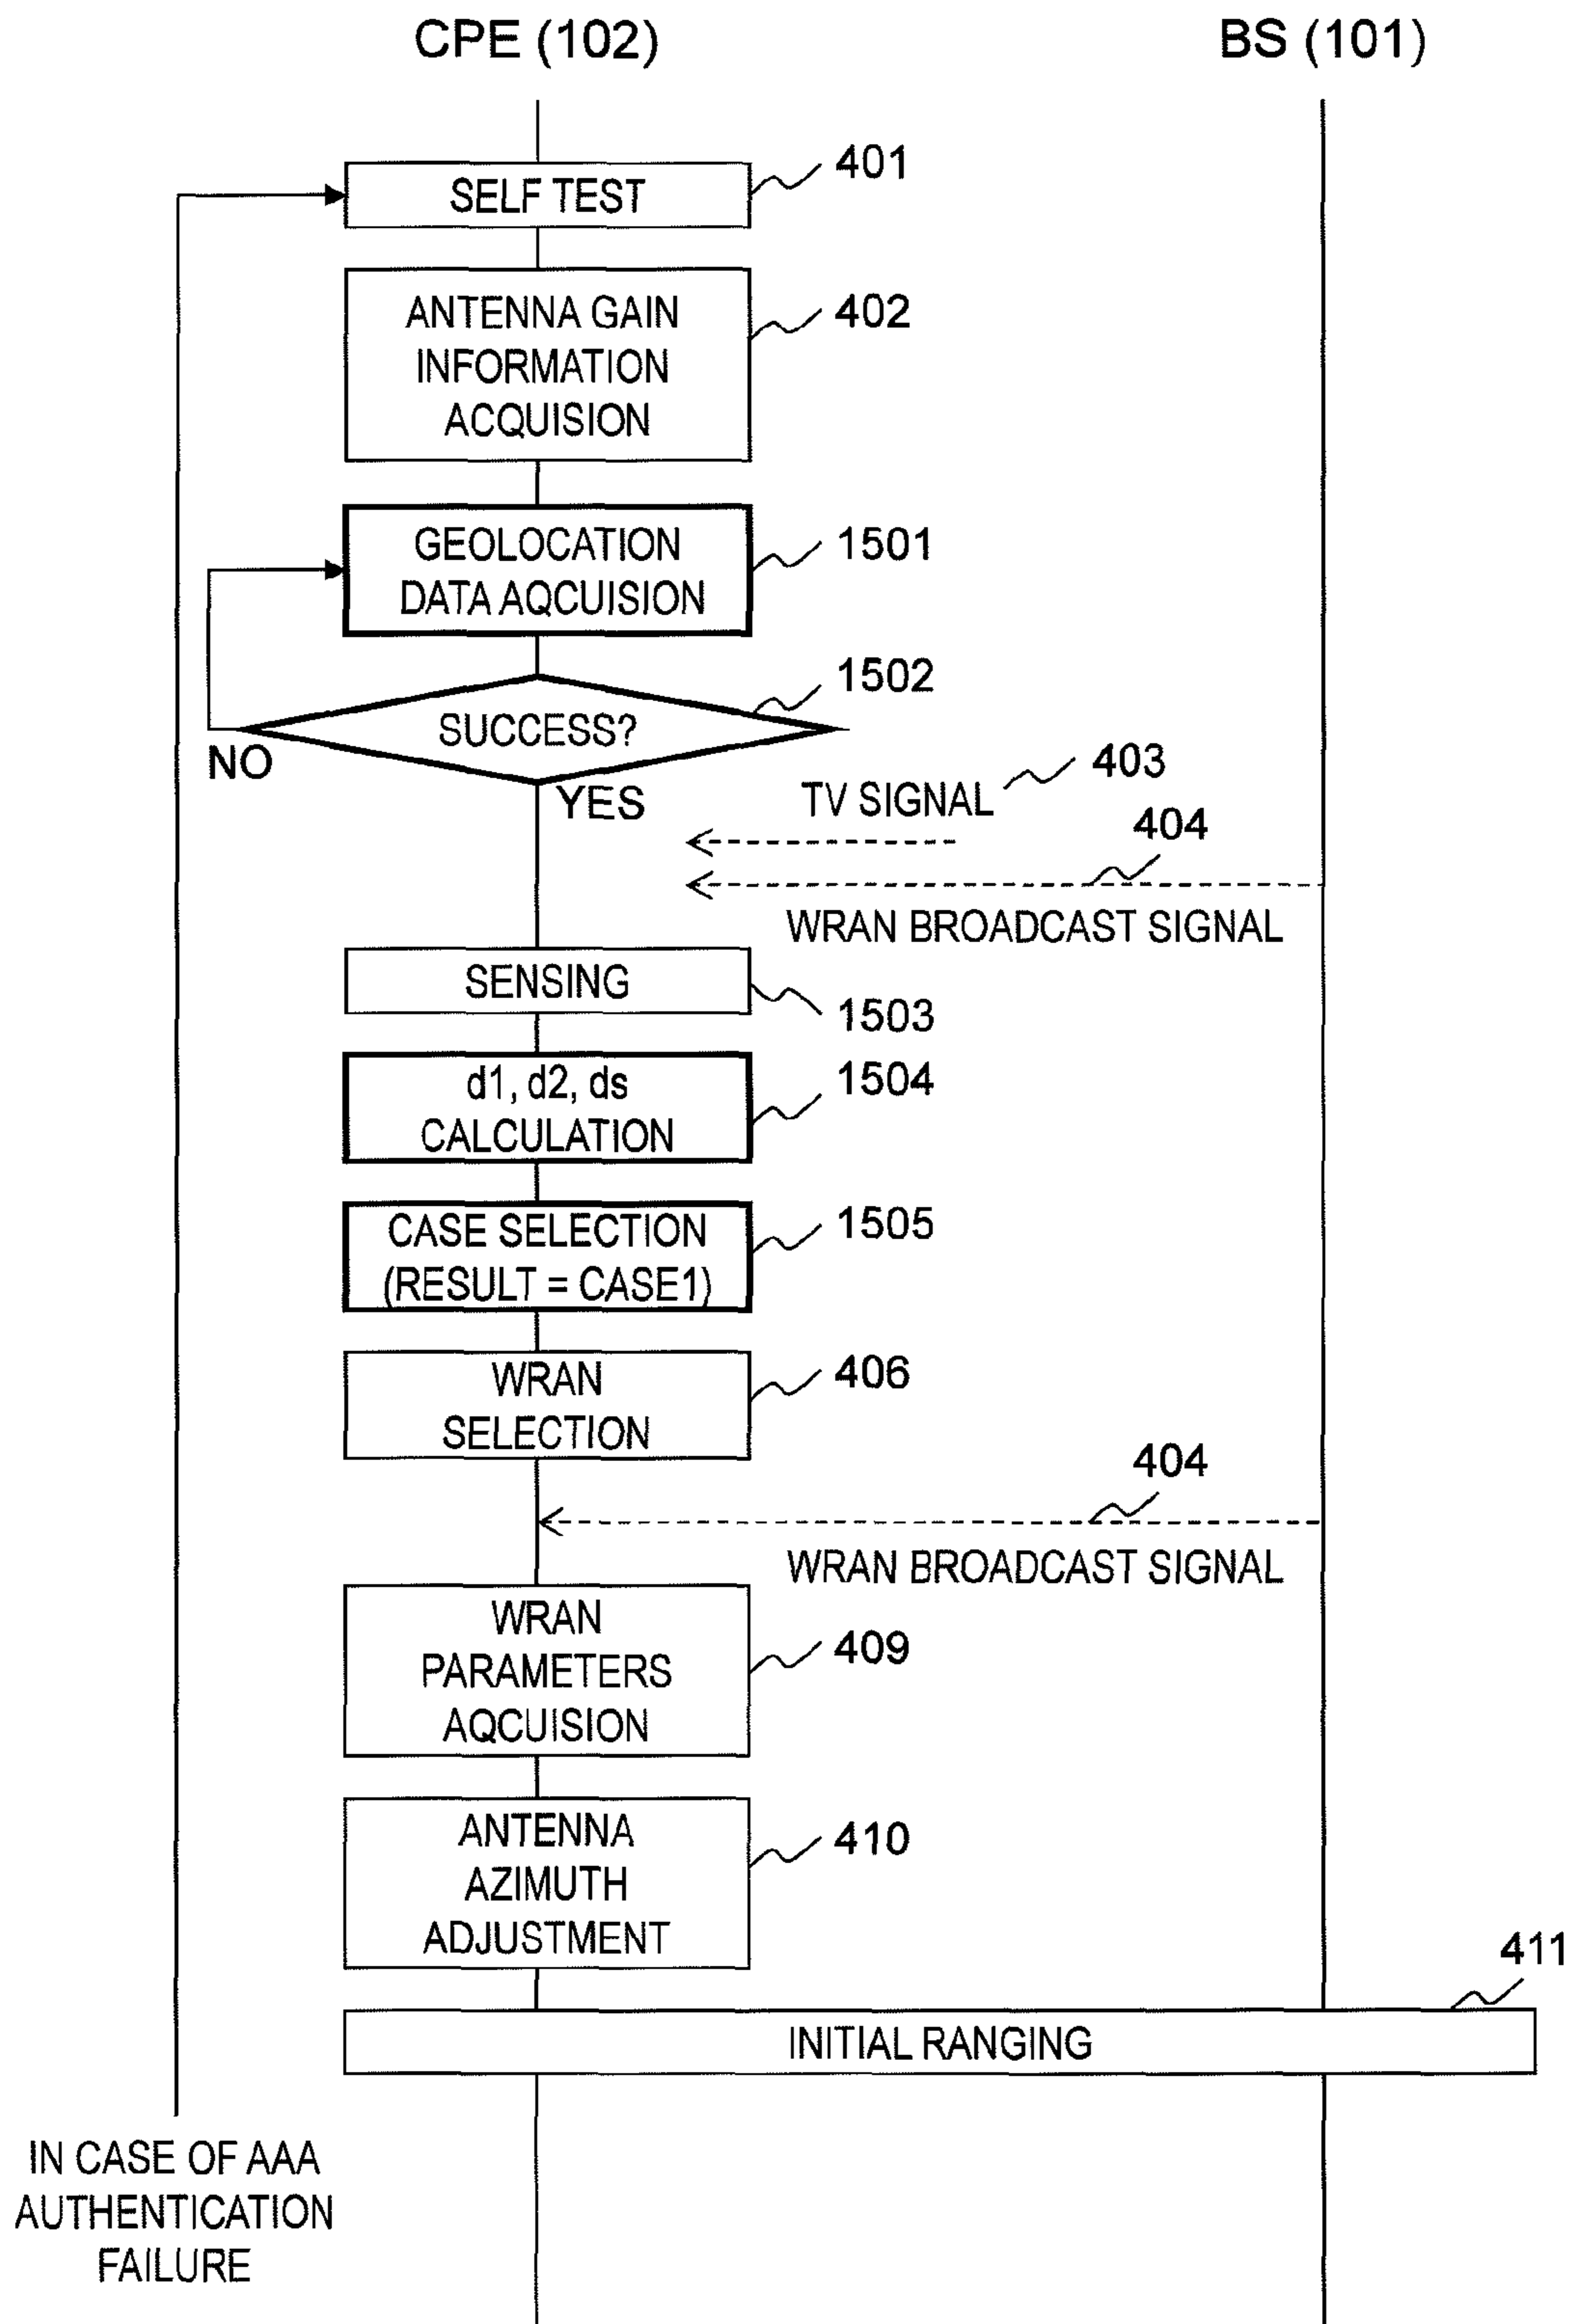 CPE (102)
BS (101)
SELF TEST
401
ANTENNA GAIN
INFORMATION
ACQUISION
402
GEOLOCATION
DATA AQCUISION
1501
SUCCESS?
1502
NO
YES
TV SIGNAL
403
404
WRAN BROADCAST SIGNAL
SENSING
1503
d1, d2, ds
CALCULATION
1504
CASE SELECTION
(RESULT = CASE1)
1505
WRAN
SELECTION
406
404
WRAN BROADCAST SIGNAL
WRAN
PARAMETERS
AQCUISION
409
ANTENNA
AZIMUTH
ADJUSTMENT
410
411
INITIAL RANGING
IN CASE OF AAA
AUTHENTICATION
FAILURE